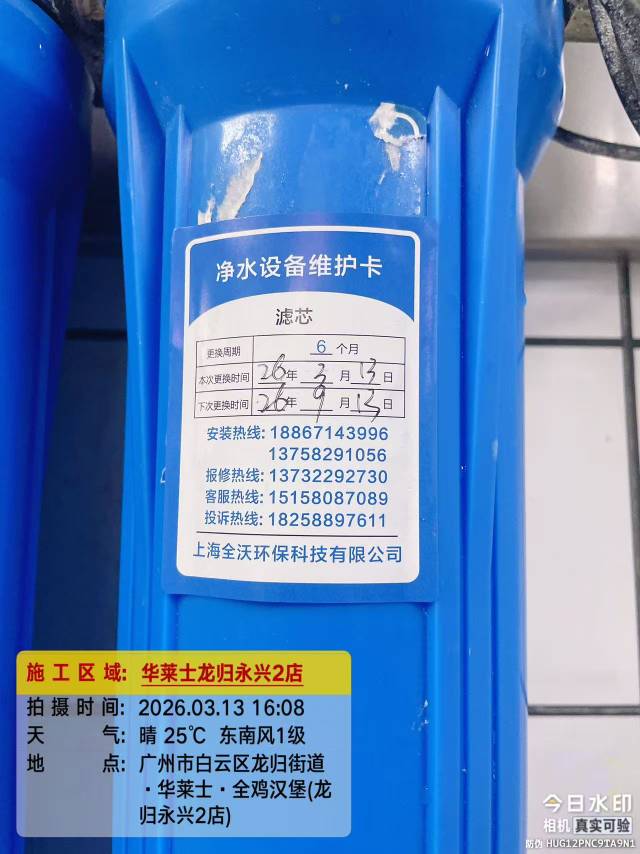 净水设备维护卡
滤芯
更换周期 6 个月
本次更换时间 26 年 3 月 13 日
下次更换时间 26 年 9 月 13 日
安装热线: 18867143996
13758291056
报修热线: 13732292730
客服热线: 15158087089
投诉热线: 18258897611
上海全沃环保科技有限公司
施工区域: 华莱士龙归永兴2店
拍摄时间: 2026.03.13 16:08
天 气: 晴 25℃ 东南风1级
地 点: 广州市白云区龙归街道
·华莱士·全鸡汉堡(龙
归永兴2店)
今日水印
相机 真实可验
防伪 HUG12PNC9TA9N1